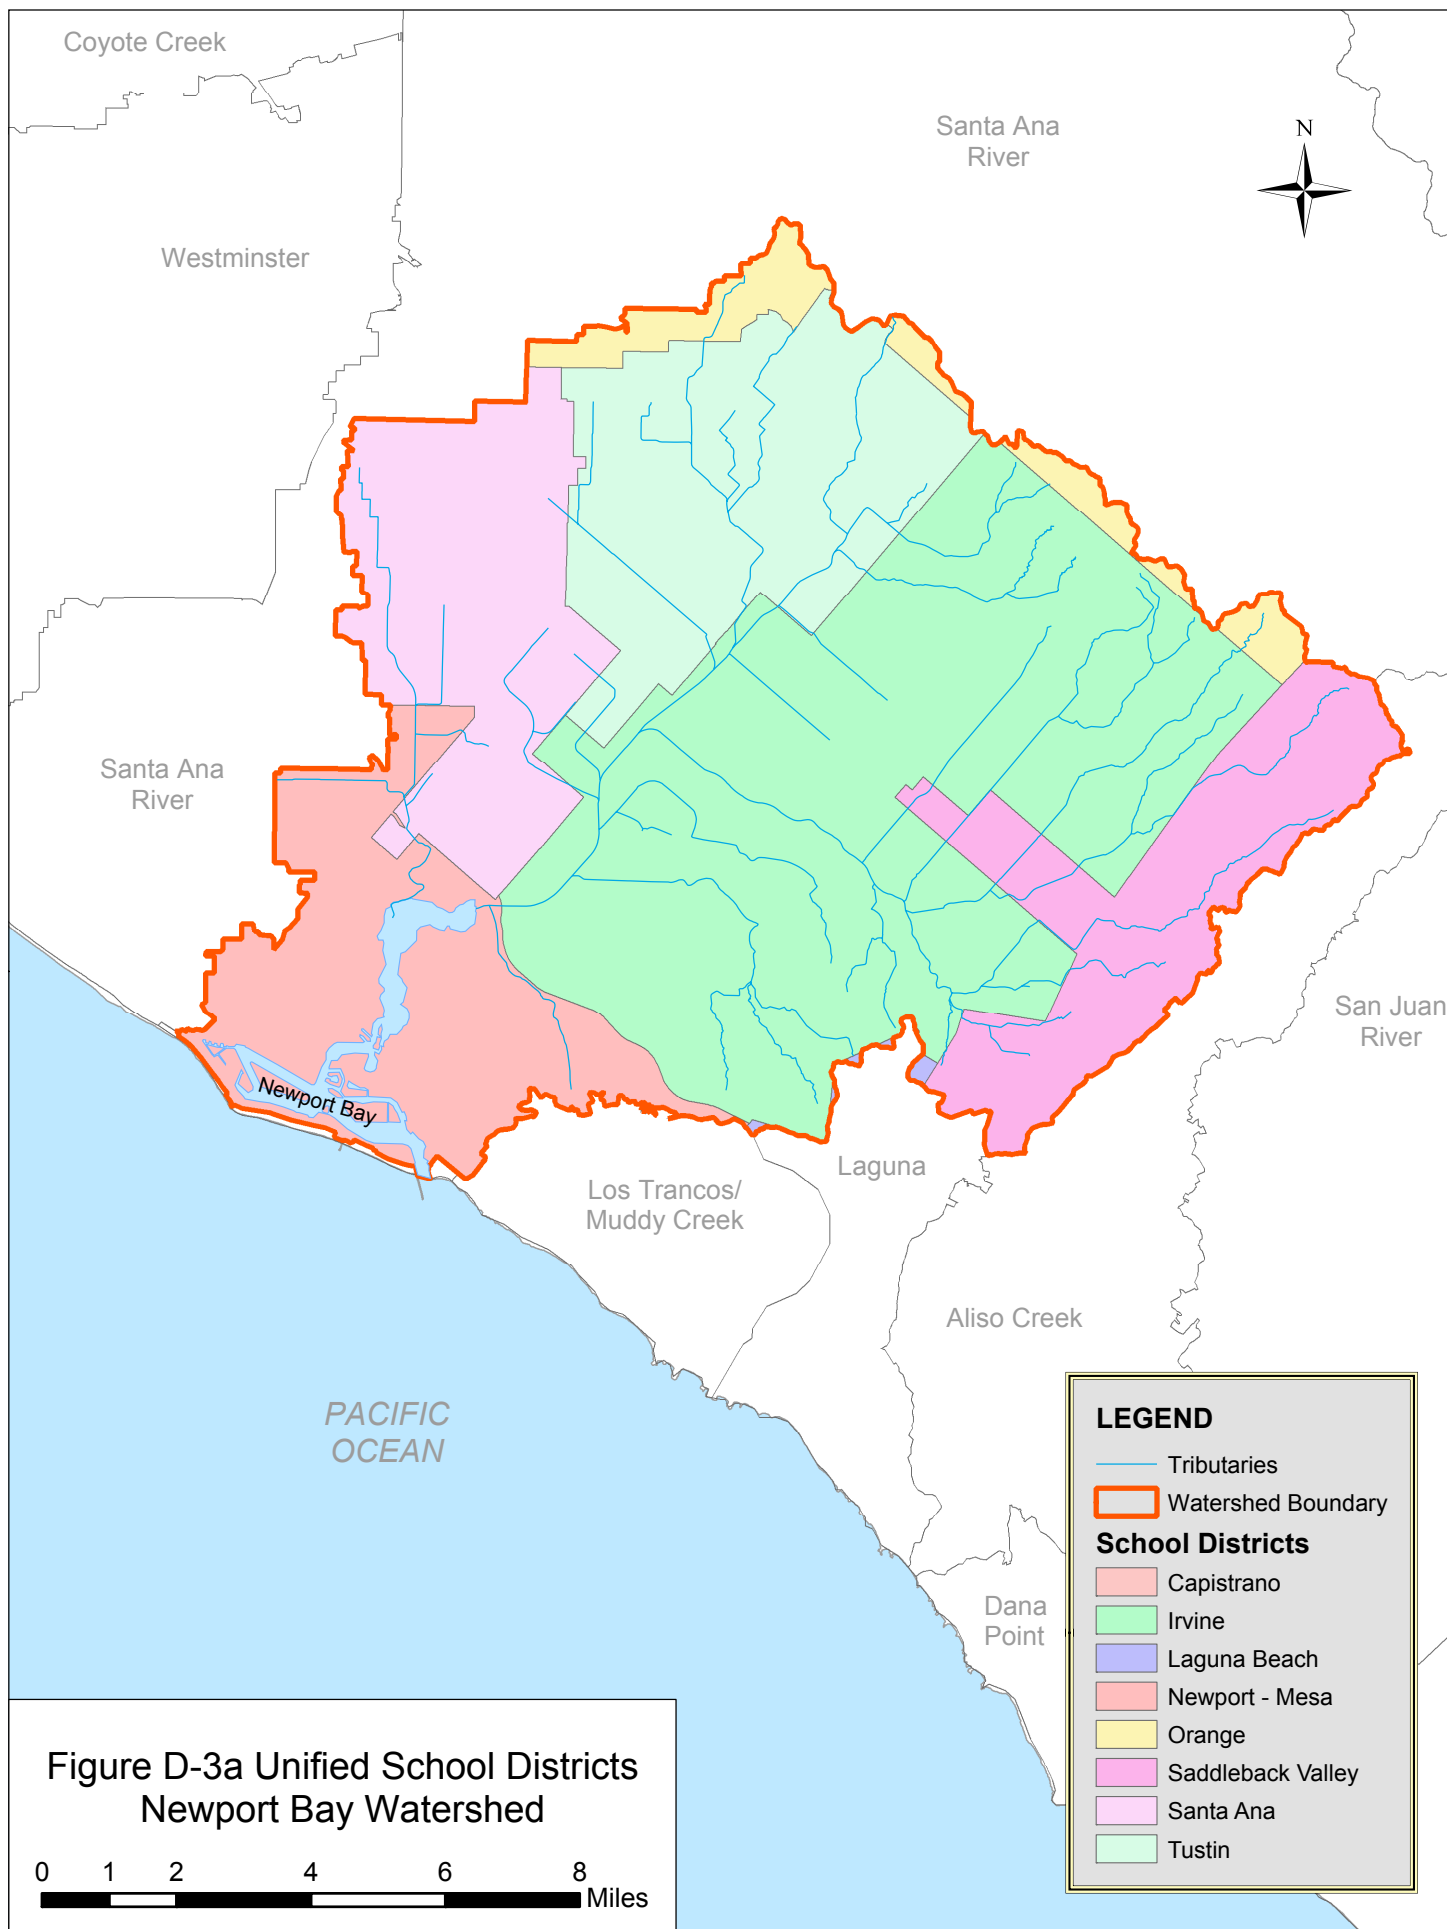 Coyote Creek
Santa Ana
River
N
Westminster
Santa Ana
River
San Juan
River
Newport Bay
Laguna
Los Trancos/
Muddy Creek
Aliso Creek
PACIFIC
OCEAN
Dana
Point
LEGEND
Tributaries
Watershed Boundary
School Districts
Capistrano
Irvine
Laguna Beach
Newport - Mesa
Orange
Saddleback Valley
Santa Ana
Tustin
Figure D-3a Unified School Districts
Newport Bay Watershed
0 1 2 4 6 8
Miles